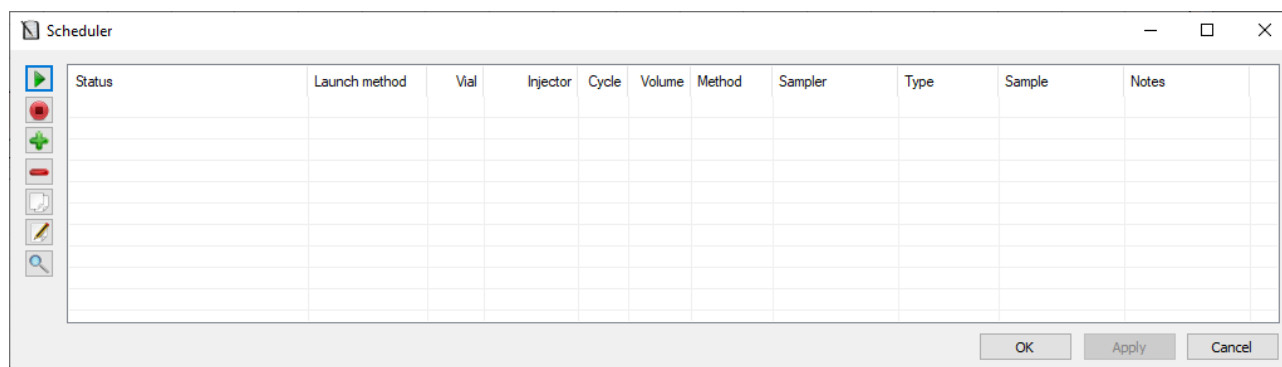 Scheduler
Status Launch method Vial Injector Cycle Volume Method Sampler Type Sample Notes
OK Apply Cancel